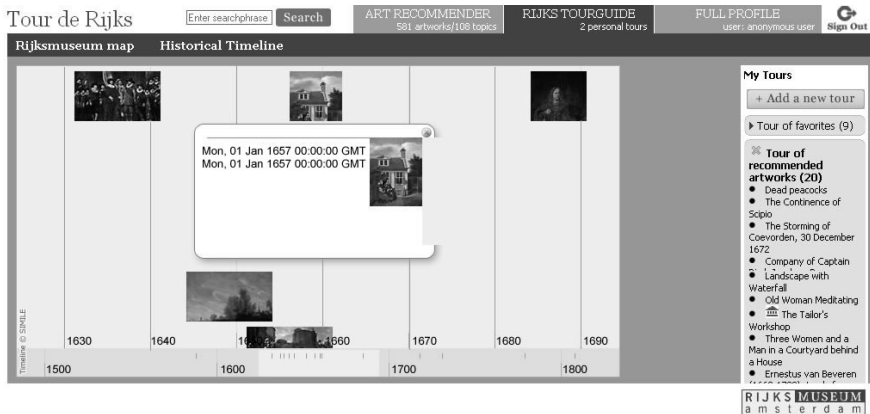 Tour de Rijks
Enter searchphrase
Search
ART RECOMMENDER
581 artworks/108 topics
RIJKS TOURGUIDE
2 personal tours
FULL PROFILE
user: anonymous user
Sign Out
Rijksmuseum map
Historical Timeline
Mon, 01 Jan 1657 00:00:00 GMT
Mon, 01 Jan 1657 00:00:00 GMT
Timeline © SIMILE
1630
1640
1660
1670
1680
1690
1500
1600
1700
1800
My Tours
+ Add a new tour
Tour of favorites (9)
Tour of
recommended
artworks (20)
Dead peacocks
The Continence of
Scipio
The Storming of
Coevorden, 30 December
1672
Company of Captain
Landscape with
Waterfall
Old Woman Meditating
The Tailor's
Workshop
Three Women and a
Man in a Courtyard behind
a House
Ernestus van Beveren
RIJKS MUSEUM
amsterdam